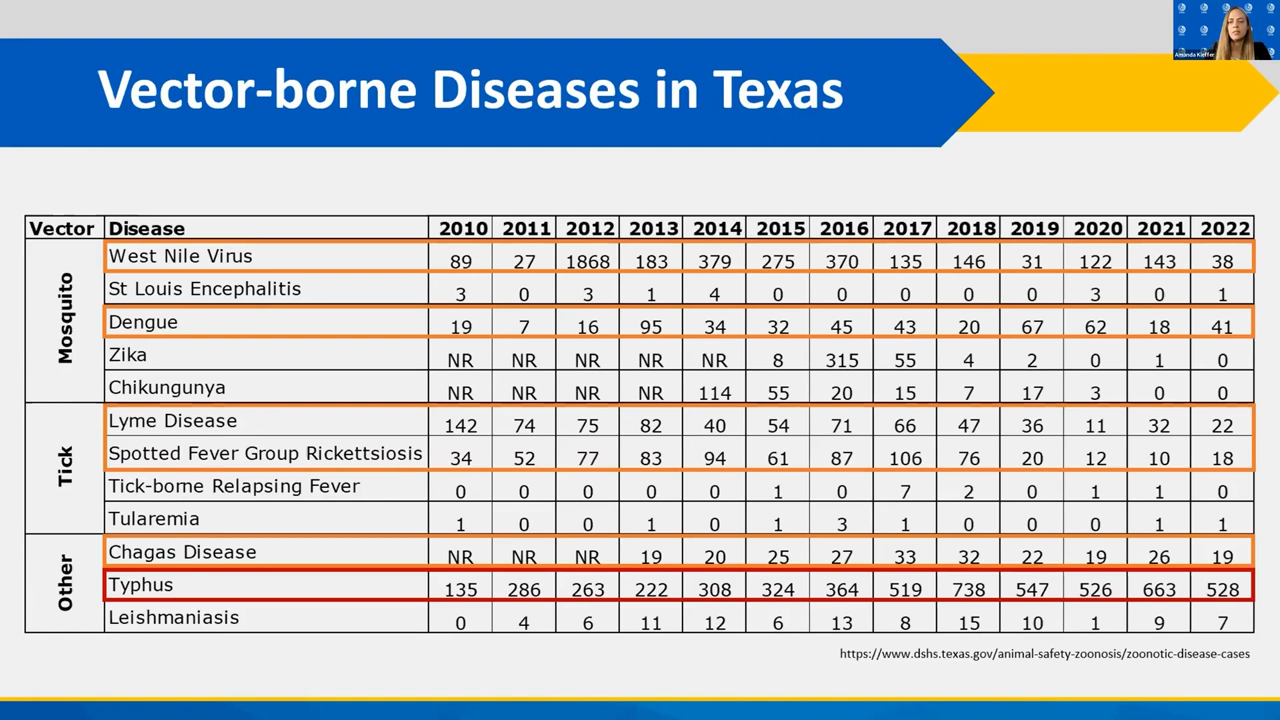 Amanda Kieffer
Vector-borne Diseases in Texas
Vector Disease 2010 2011 2012 2013 2014 2015 2016 2017 2018 2019 2020 2021 2022
Mosquito
West Nile Virus 89 27 1868 183 379 275 370 135 146 31 122 143 38
St Louis Encephalitis 3 0 3 1 4 0 0 0 0 0 3 0 1
Dengue 19 7 16 95 34 32 45 43 20 67 62 18 41
Zika NR NR NR NR NR 8 315 55 4 2 0 1 0
Chikungunya NR NR NR NR 114 55 20 15 7 17 3 0 0
Tick
Lyme Disease 142 74 75 82 40 54 71 66 47 36 11 32 22
Spotted Fever Group Rickettsiosis 34 52 77 83 94 61 87 106 76 20 12 10 18
Tick-borne Relapsing Fever 0 0 0 0 0 1 0 7 2 0 1 1 0
Tularemia 1 0 0 1 0 1 3 1 0 0 0 1 1
Other
Chagas Disease NR NR NR 19 20 25 27 33 32 22 19 26 19
Typhus 135 286 263 222 308 324 364 519 738 547 526 663 528
Leishmaniasis 0 4 6 11 12 6 13 8 15 10 1 9 7
https://www.dshs.texas.gov/animal-safety-zoonosis/zoonotic-disease-cases